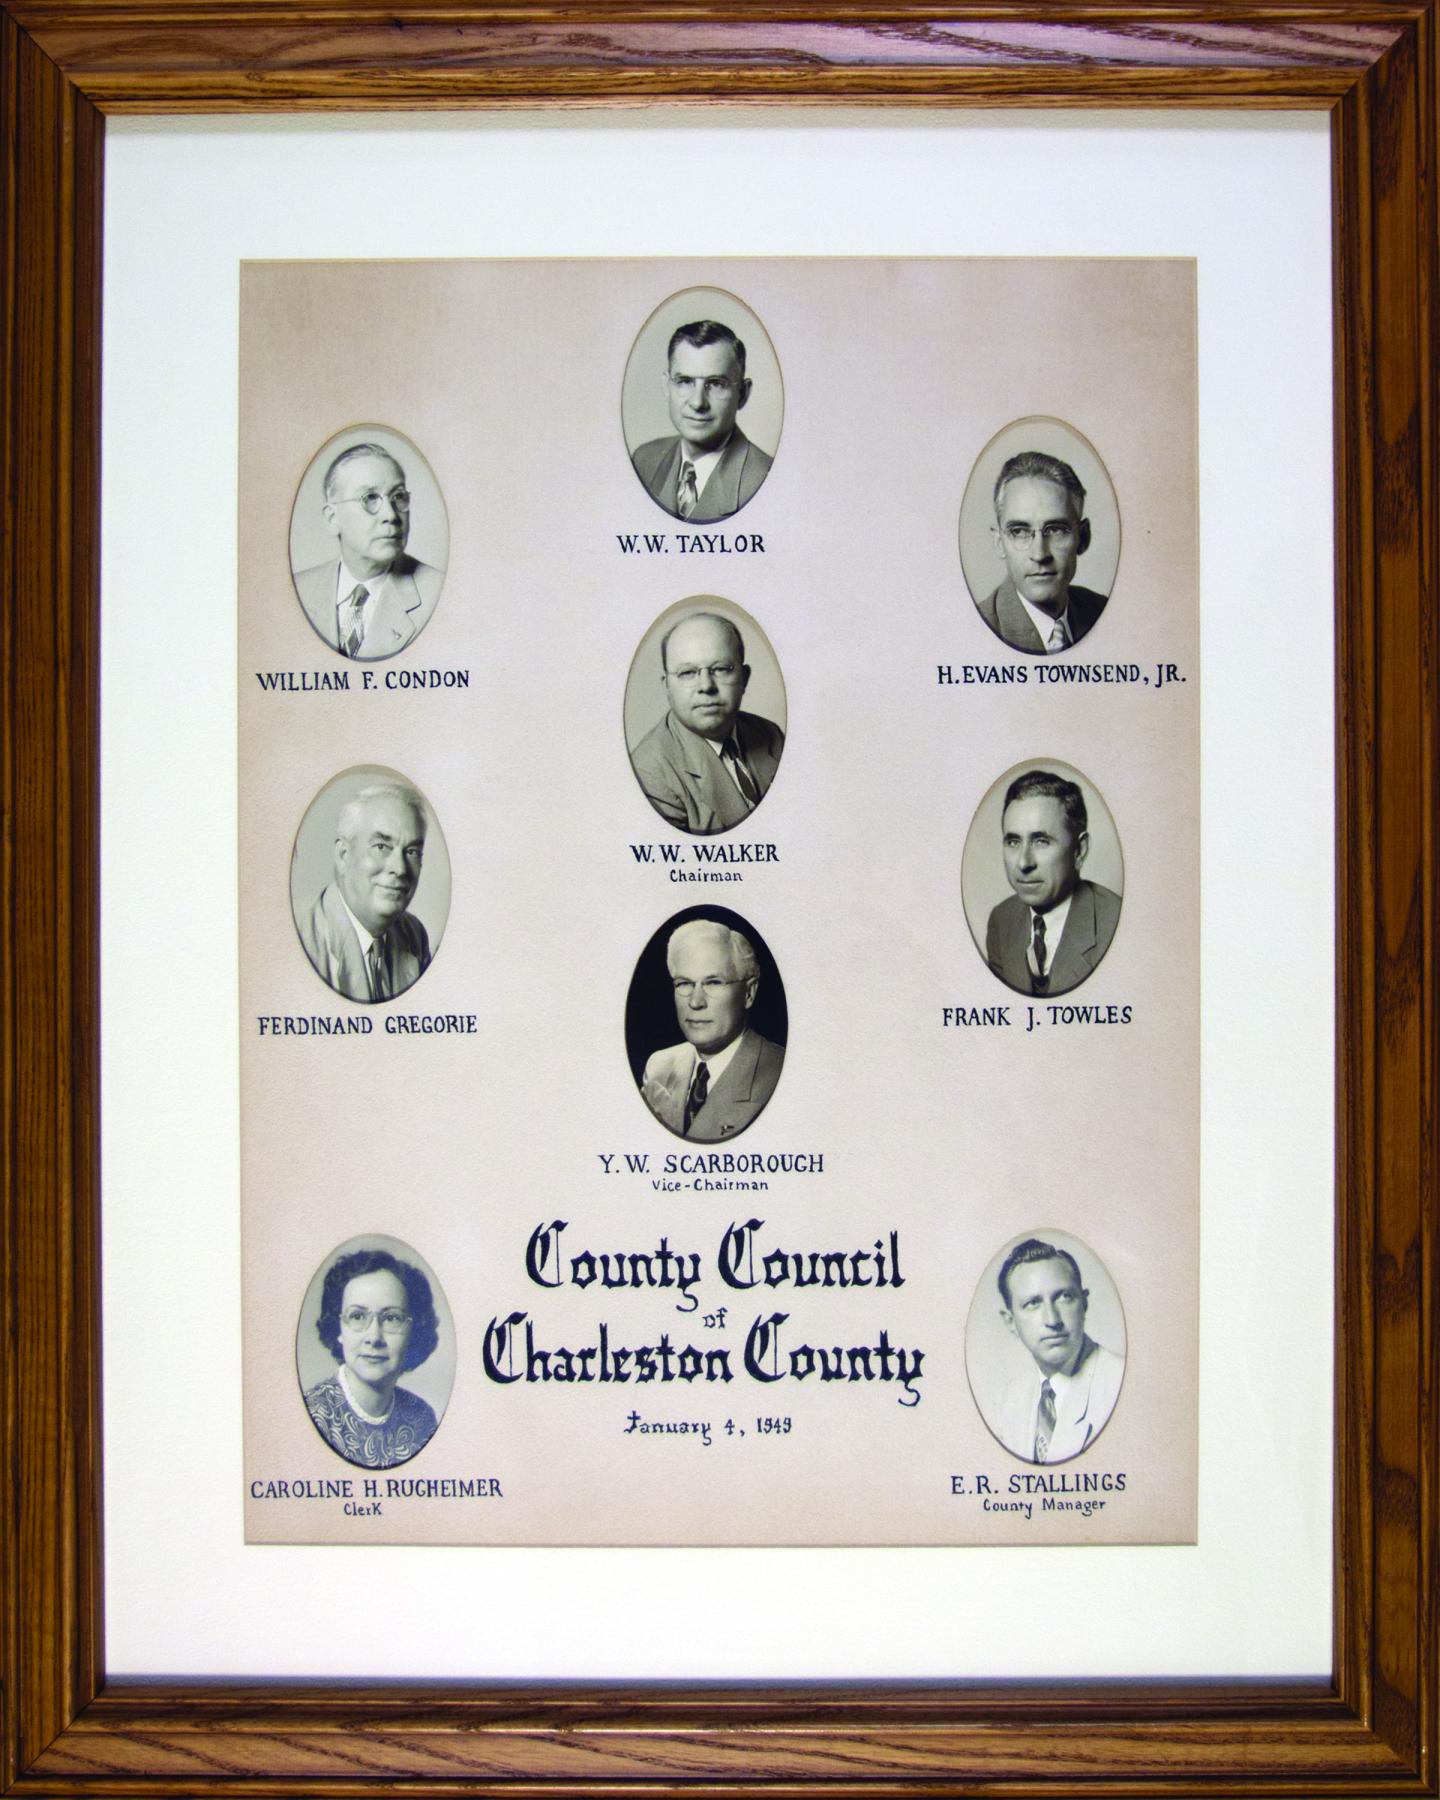 W.W. TAYLOR
WILLIAM F. CONDON
H. EVANS TOWNSEND, JR.
W.W. WALKER
Chairman
FERDINAND GREGORIE
FRANK J. TOWLES
Y.W. SCARBOROUGH
Vice-Chairman
County Council
of
Charleston County
January 4, 1949
CAROLINE H. RUGHEIMER
Clerk
E.R. STALLINGS
County Manager